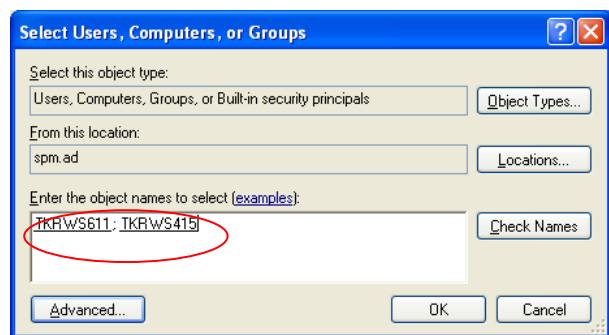 Select Users, Computers, or Groups
Select this object type:
Users, Computers, Groups, or Built-in security principals
Object Types...
From this location:
spm.ad
Locations...
Enter the object names to select (examples):
TKRWS611; TKRWS415
Check Names
Advanced...
OK
Cancel